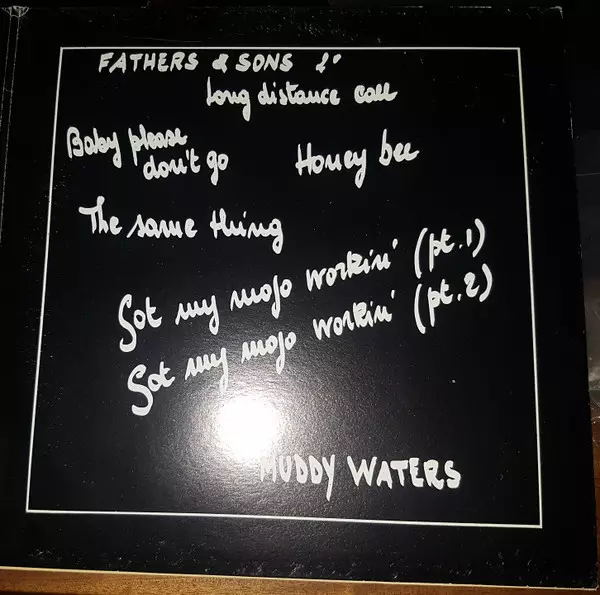 FATHERS & SONS 1°
Long distance call
Baby please
don't go
Honey bee
The same thing
Got my mojo workin' (pt.1)
Got my mojo workin' (pt.2)
MUDDY WATERS